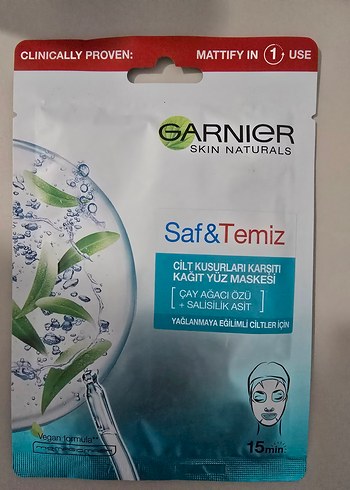 CLINICALLY PROVEN: MATTIFY IN 1 USE
GARNIER
SKIN NATURALS
Saf&Temiz
CİLT KUSURLARI KARŞITI
KAĞIT YÜZ MASKESİ
[ÇAY AĞACI ÖZÜ
+ SALİSİLİK ASİT]
YAĞLANMAYA EĞİLİMLİ CİLTLER İÇİN
Vegan formula**
15min